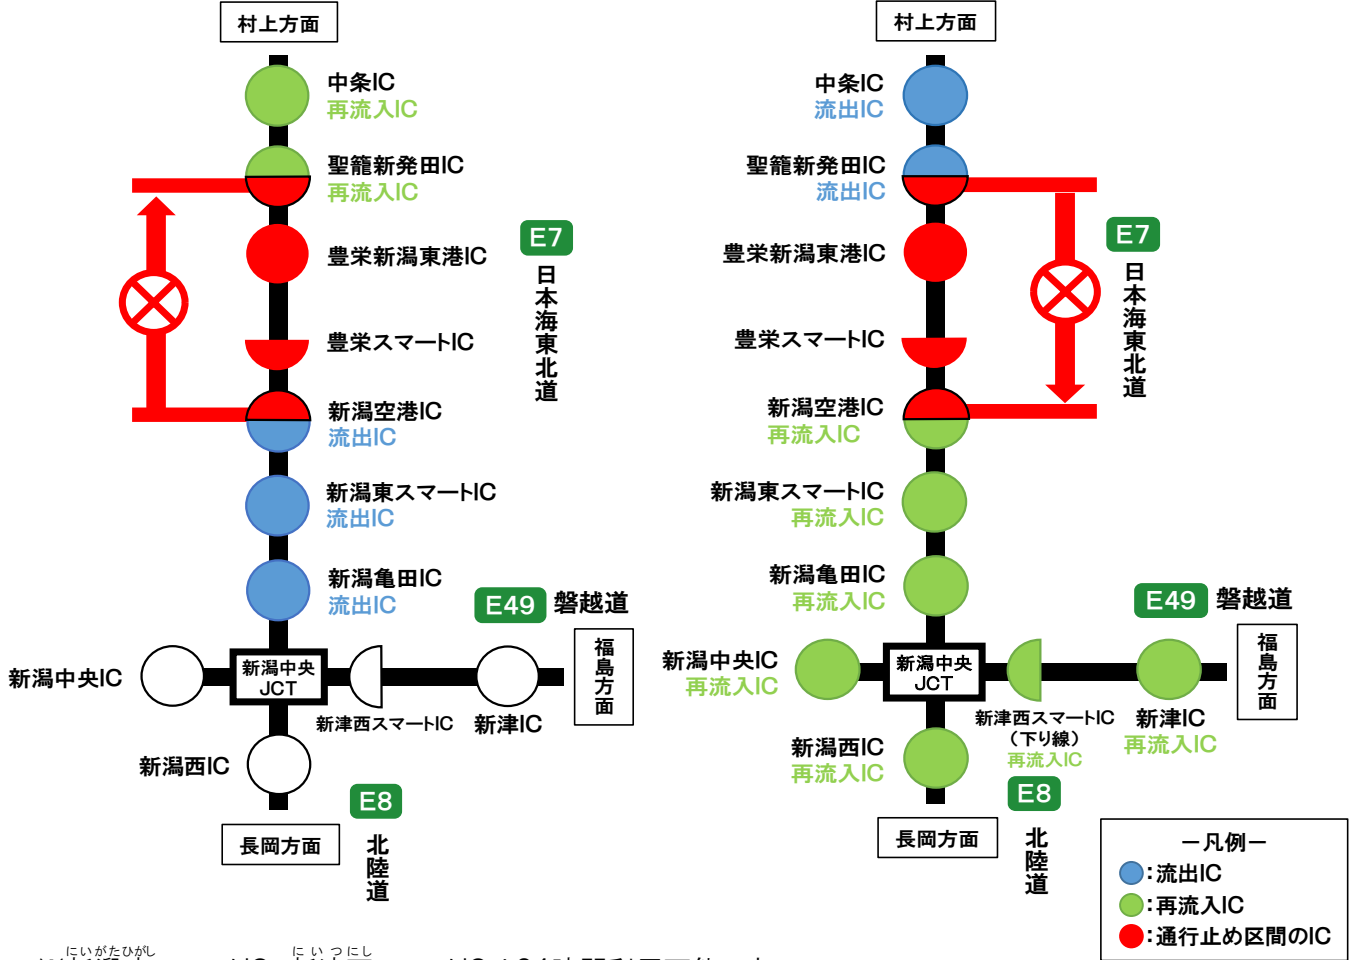 村上方面
中条IC
再流入IC
聖籠新発田IC
再流入IC
豊栄新潟東港IC
E7
日本海東北道
豊栄スマートIC
新潟空港IC
流出IC
新潟東スマートIC
流出IC
新潟亀田IC
流出IC
E49 磐越道
福島方面
新潟中央IC
新潟中央
JCT
新津西スマートIC
新津IC
新潟西IC
E8
北陸道
長岡方面
村上方面
中条IC
流出IC
聖籠新発田IC
流出IC
豊栄新潟東港IC
E7
日本海東北道
豊栄スマートIC
新潟空港IC
再流入IC
新潟東スマートIC
再流入IC
新潟亀田IC
再流入IC
E49 磐越道
福島方面
新潟中央IC
再流入IC
新潟中央
JCT
新津西スマートIC
（下り線）
再流入IC
新津IC
再流入IC
新潟西IC
再流入IC
E8
北陸道
長岡方面
－凡例－
：流出IC
：再流入IC
：通行止め区間のIC
にいがたひがし
にいつにし